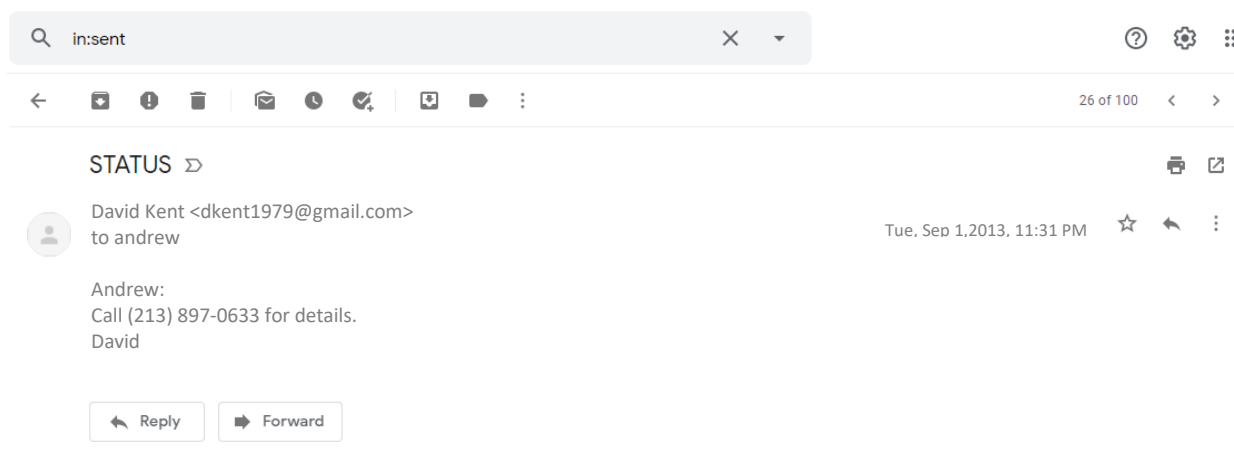 in:sent
26 of 100
STATUS
David Kent <dkent1979@gmail.com>
to andrew
Tue, Sep 1,2013, 11:31 PM
Andrew:
Call (213) 897-0633 for details.
David
Reply
Forward